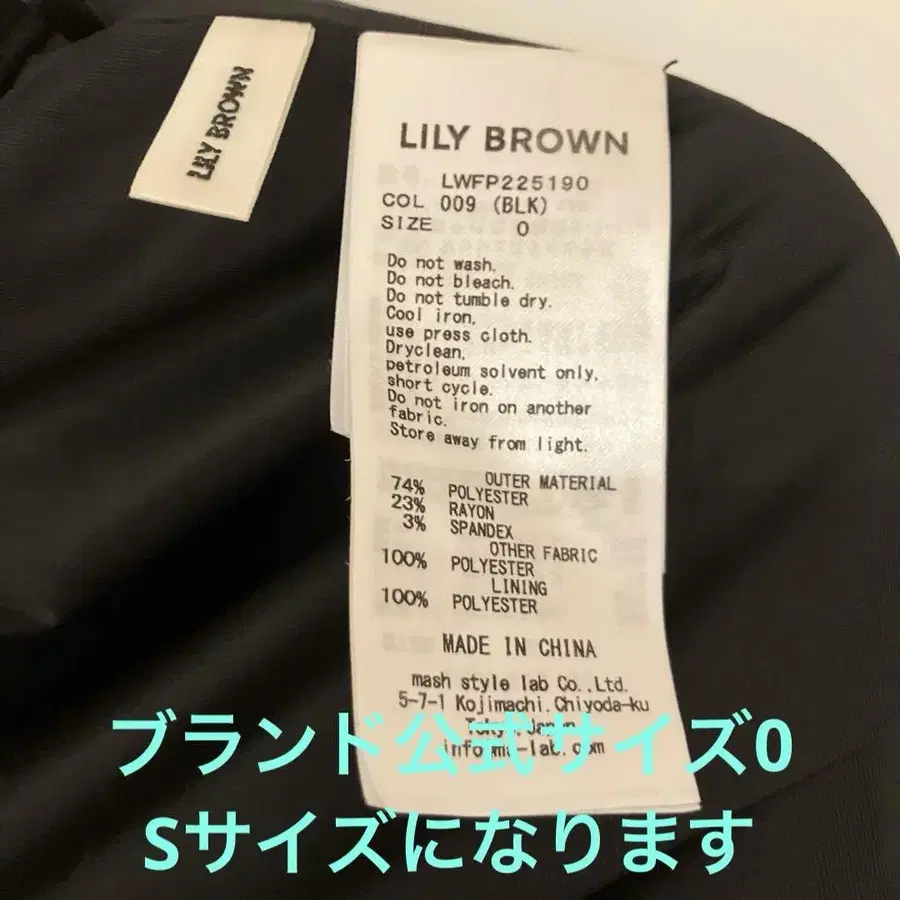 LILY BROWN
LILY BROWN
LWFP225190
COL 009 (BLK)
SIZE 0
Do not wash.
Do not bleach.
Do not tumble dry.
Cool iron,
use press cloth.
Dryclean,
petroleum solvent only,
short cycle.
Do not iron on another
fabric.
Store away from light.
OUTER MATERIAL
74% POLYESTER
23% RAYON
3% SPANDEX
OTHER FABRIC
100% POLYESTER
LINING
100% POLYESTER
MADE IN CHINA
mash style lab Co.,Ltd.
5-7-1 Kojimachi,Chiyoda-ku
ブランド公式サイズ0
Sサイズになります